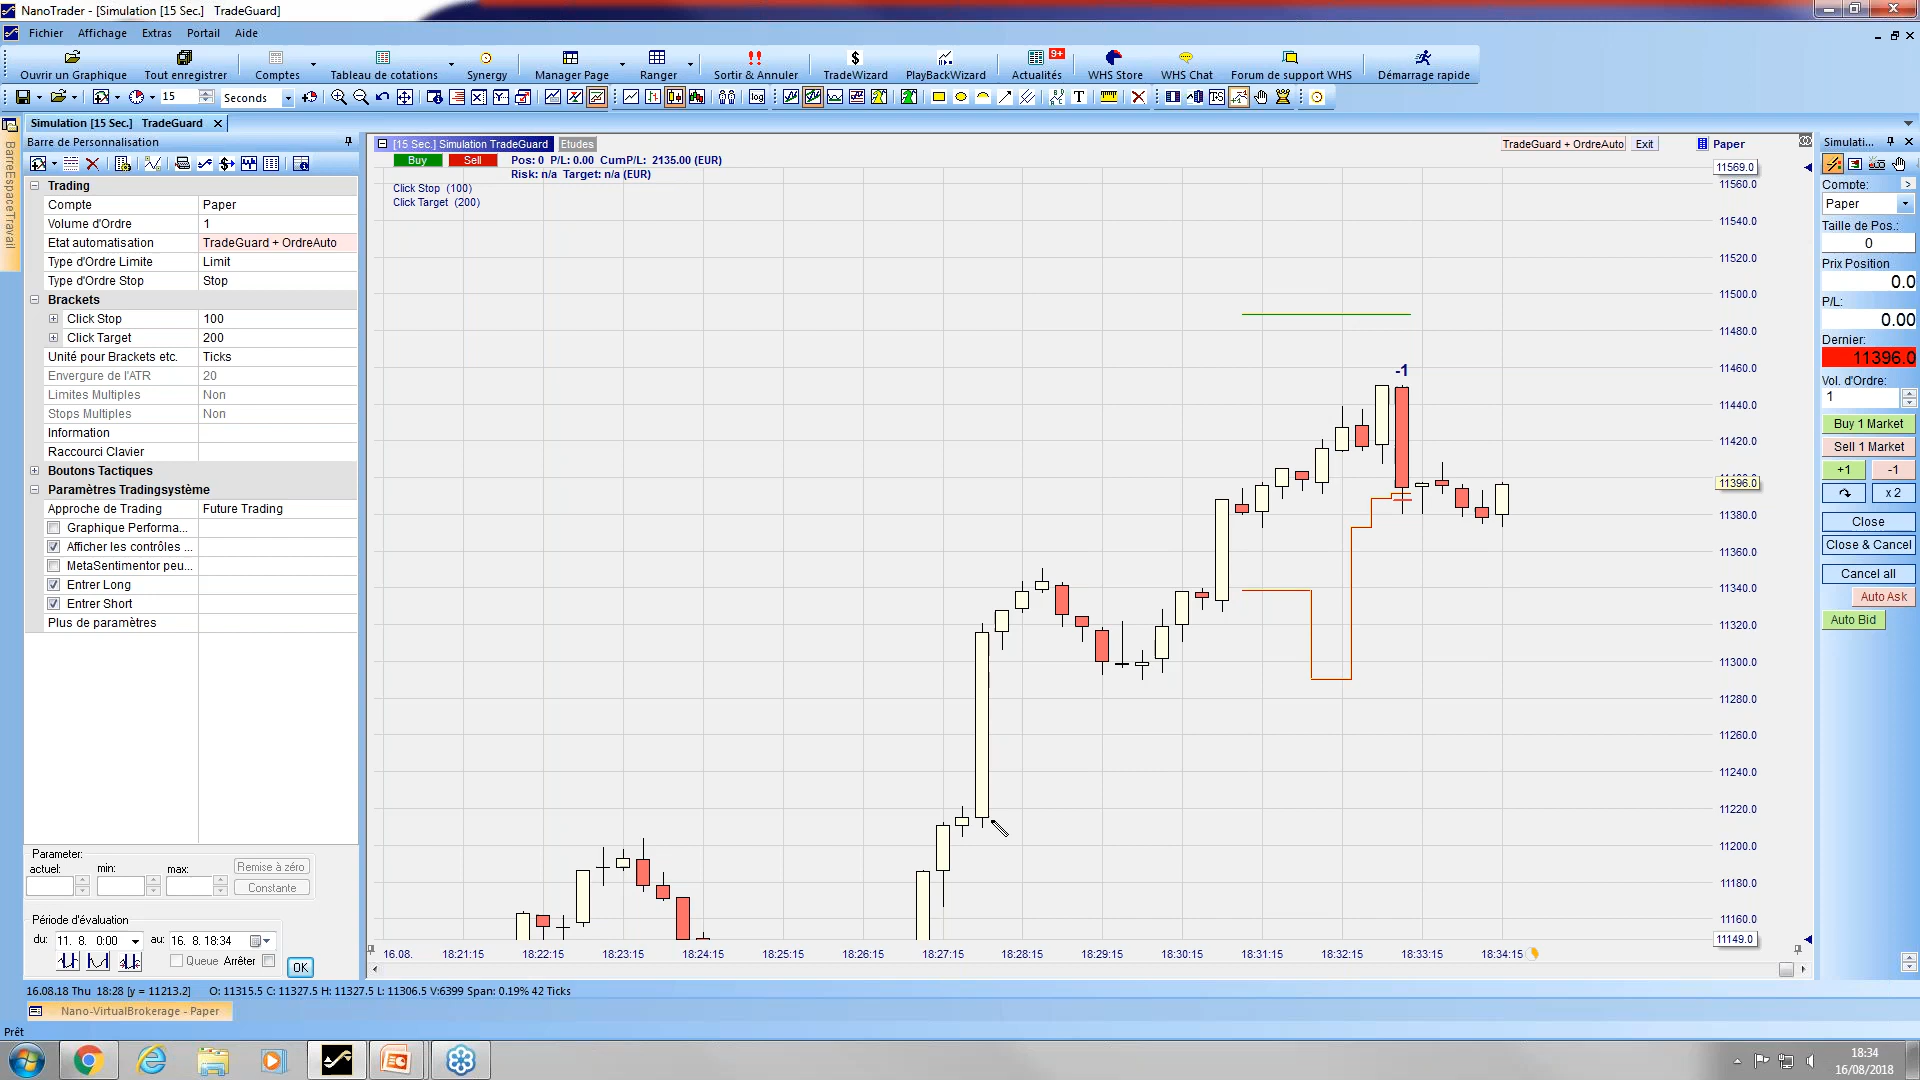 NanoTrader - [Simulation [15 Sec.]   TradeGuard]
Fichier Affichage Extras Portail Aide
Ouvrir un Graphique Tout enregistrer Comptes Tableau de cotations Synergy Manager Page Ranger Sortir & Annuler TradeWizard PlayBackWizard Actualités 9+ WHS Store WHS Chat Forum de support WHS Démarrage rapide
15 Seconds log
Simulation [15 Sec.]   TradeGuard
BarreEspaceTravail
Barre de Personnalisation
Trading
Compte Paper
Volume d'Ordre 1
Etat automatisation TradeGuard + OrdreAuto
Type d'Ordre Limite Limit
Type d'Ordre Stop Stop
Brackets
Click Stop 100
Click Target 200
Unité pour Brackets etc. Ticks
Envergure de l'ATR 20
Limites Multiples Non
Stops Multiples Non
Information
Raccourci Clavier
Boutons Tactiques
Paramètres Tradingsystème
Approche de Trading Future Trading
Graphique Performa...
Afficher les contrôles ...
MetaSentimentor peu...
Entrer Long
Entrer Short
Plus de paramètres
Parameter:
actuel: min: max: Remise à zéro
Constante
Période d'évaluation
du: 11. 8. 0:00 au: 16. 8. 18:34
Queue Arrêter OK
[15 Sec.] Simulation TradeGuard Etudes
TradeGuard + OrdreAuto Exit Paper
Buy Sell Pos: 0 P/L: 0.00 CumP/L: 2135.00 (EUR)
Risk: n/a Target: n/a (EUR)
Click Stop (100)
Click Target (200)
-1
11569.0
11560.0
11540.0
11520.0
11500.0
11480.0
11460.0
11440.0
11420.0
11396.0
11380.0
11360.0
11340.0
11320.0
11300.0
11280.0
11260.0
11240.0
11220.0
11200.0
11180.0
11160.0
11149.0
16.08. 18:21:15 18:22:15 18:23:15 18:24:15 18:25:15 18:26:15 18:27:15 18:28:15 18:29:15 18:30:15 18:31:15 18:32:15 18:33:15 18:34:15
Simulati...
Compte: >
Paper
Taille de Pos.:
0
Prix Position
0.0
P/L:
0.00
Dernier:
11396.0
Vol. d'Ordre:
1
Buy 1 Market
Sell 1 Market
+1 -1
x 2
Close
Close & Cancel
Cancel all
Auto Ask
Auto Bid
16.08.18 Thu 18:28 [y = 11213.2] O: 11315.5 C: 11327.5 H: 11327.5 L: 11306.5 V:6399 Span: 0.19% 42 Ticks
Nano-VirtualBrokerage - Paper
Prêt
18:34
16/08/2018